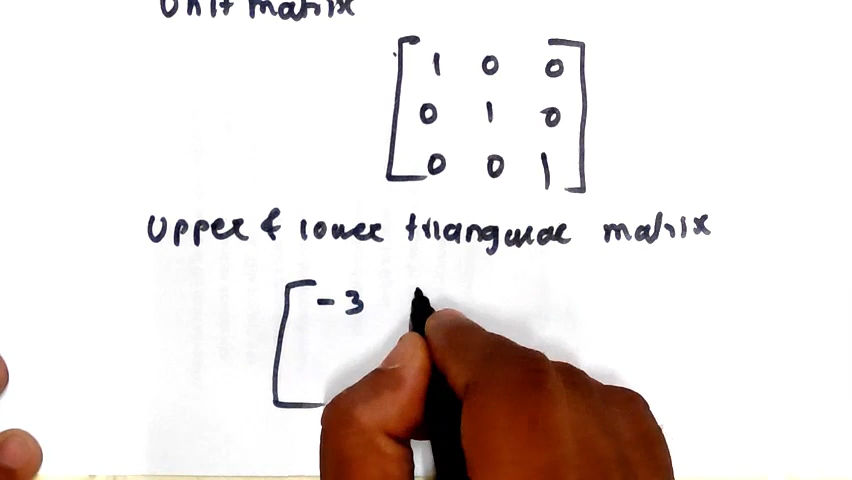 Unit matrix
1 0 0
0 1 0
0 0 1
Upper & lower triangular matrix
-3